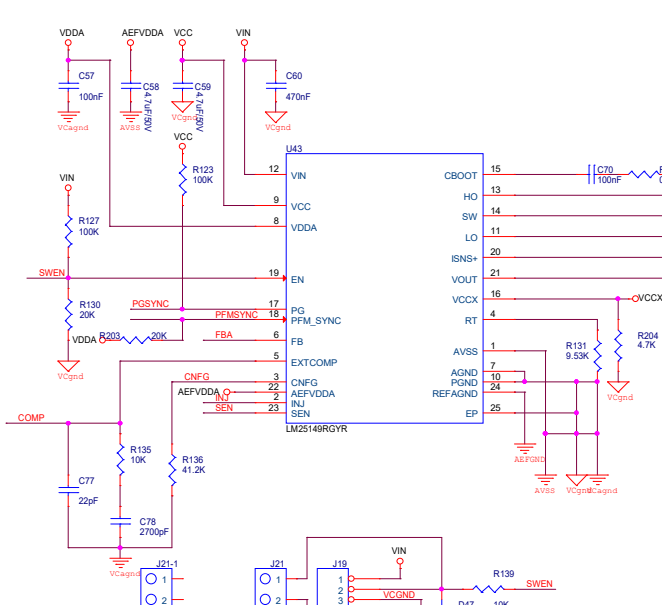 VDDA AEFVDDA VCC VIN
C57
100nF
C58
4.7uF/50V
C59
4.7uF/50V
C60
470nF
VCagnd
AVSS
VCgnd
VCgnd
VCC
U43
R123
100K
VIN
R127
100K
SWEN
R130
20K
VCgnd
PGSYNC
PFMSYNC
VDDA R203 20K
FBA
CNFG
AEFVDDA
INJ
SEN
COMP
12 VIN
9 VCC
8 VDDA
19 EN
17 PG
18 PFM_SYNC
6 FB
5 EXTCOMP
3 CNFG
22 AEFVDDA
2 INJ
23 SEN
LM25149RGYR
CBOOT 15
HO 13
SW 14
LO 11
ISNS+ 20
VOUT 21
VCCX 16
RT 4
AVSS 1
AGND 7
PGND 10
REFAGND 24
EP 25
C70
100nF
VCCX
R131
9.53K
R204
4.7K
VCgnd
AEFGND
AVSS VCgnd VCagnd
R135
10K
R136
41.2K
C77
22pF
C78
2700pF
VCagnd
J21-1
1
2
J21
1
2
J19
1
2
3
VIN
VCGND
R139
10K
SWEN
D47